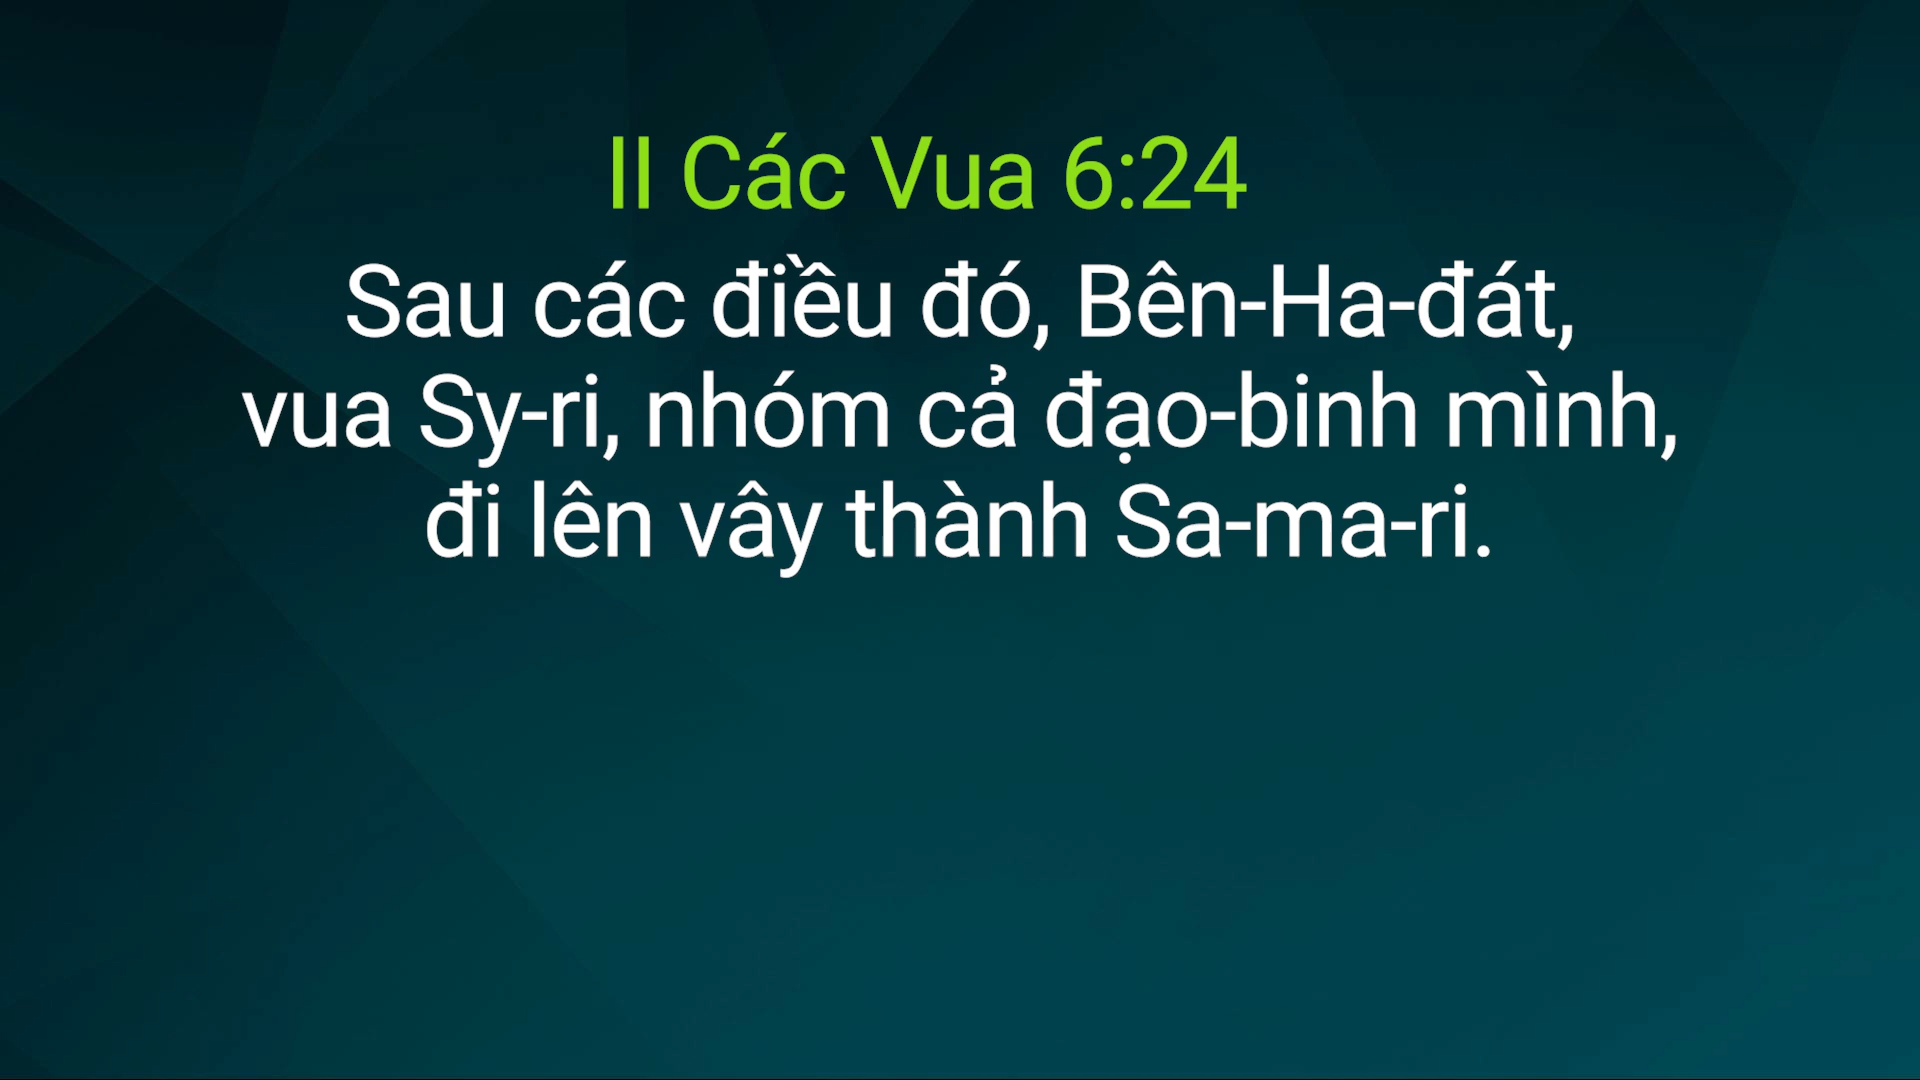 II Các Vua 6:24
Sau các điều đó, Bên-Ha-đát,
vua Sy-ri, nhóm cả đạo-binh mình,
đi lên vây thành Sa-ma-ri.